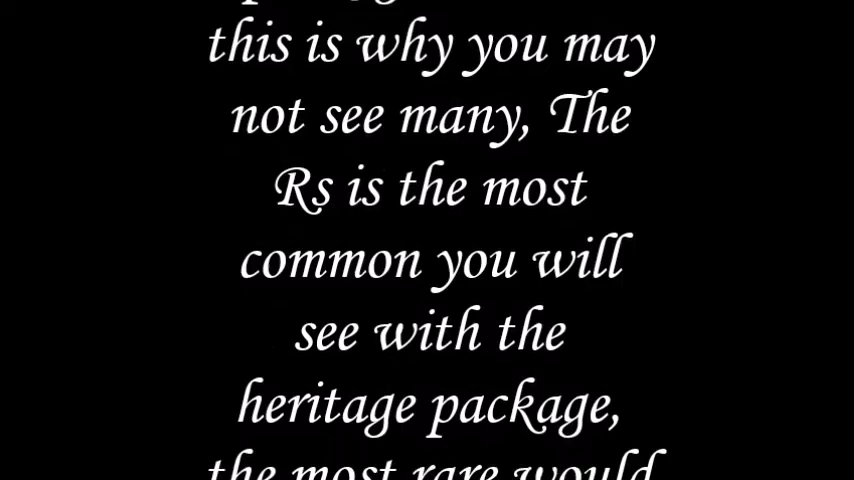 this is why you may
not see many, The
Rs is the most
common you will
see with the
heritage package,
the most rare would